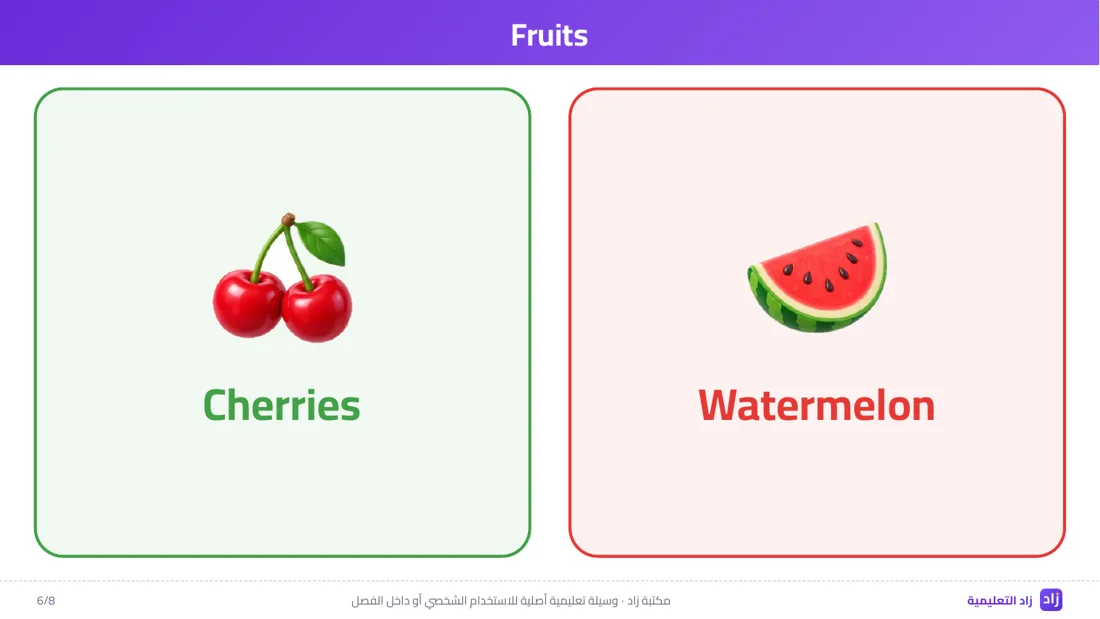 Fruits
Cherries
Watermelon
زاد زاد التعليمية
مكتبة زاد · وسيلة تعليمية أصلية للاستخدام الشخصي أو داخل الفصل
6/8